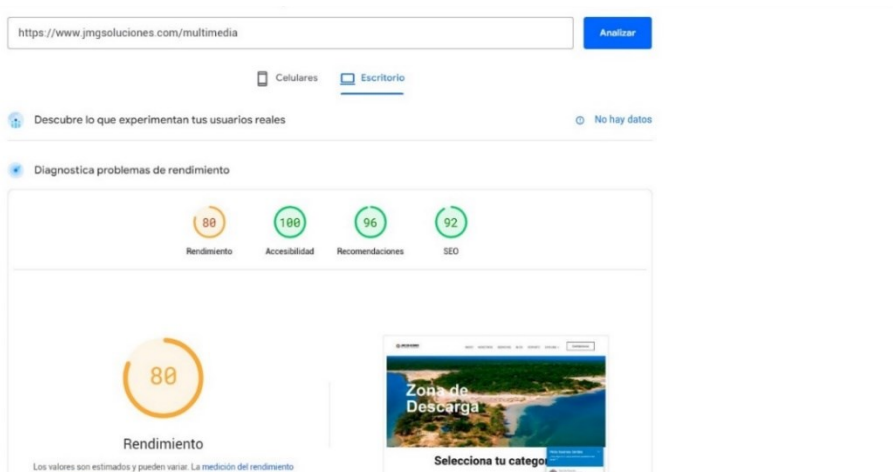 https://www.jmgsoluciones.com/multimedia
Analizar
Celulares
Escritorio
Descubre lo que experimentan tus usuarios reales
No hay datos
Diagnostica problemas de rendimiento
80
100
96
92
Rendimiento
Accesibilidad
Recomendaciones
SEO
80
Zona de
Descarga
Rendimiento
Selecciona tu catego
Los valores son estimados y pueden variar. La medición del rendimiento